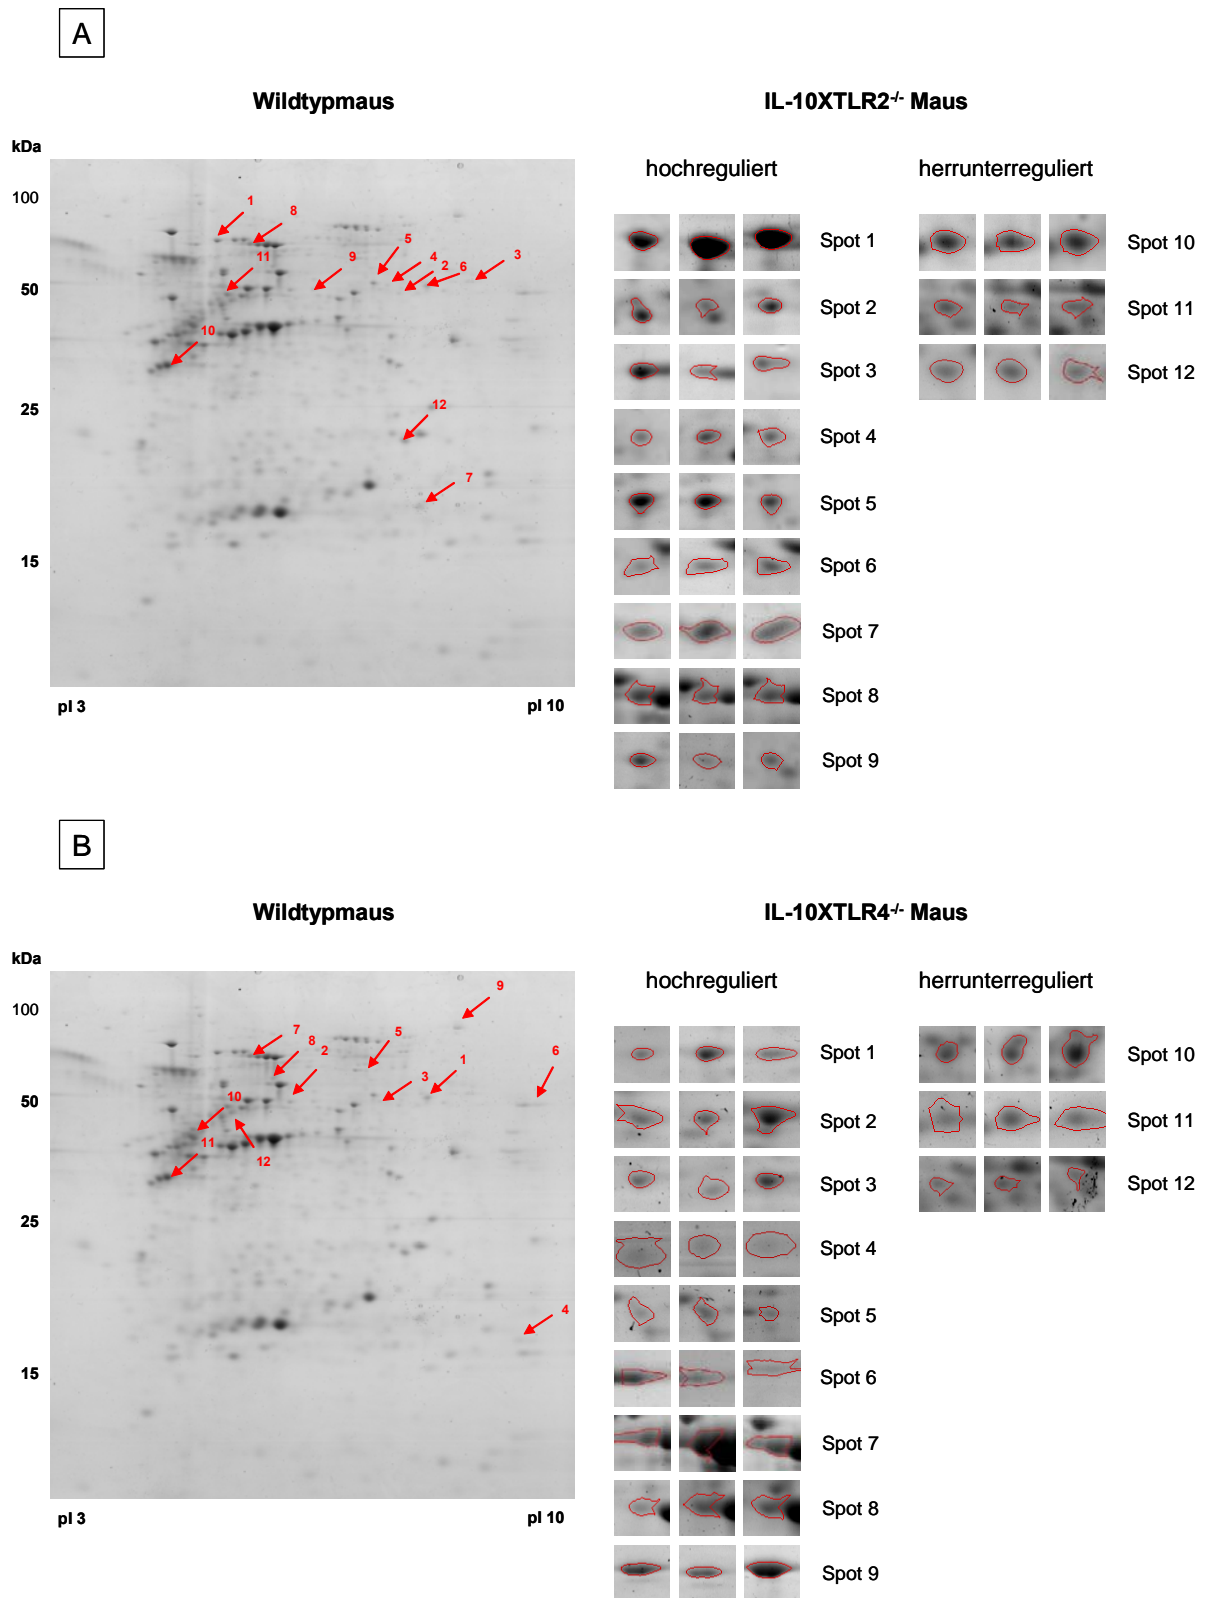 A
Wildtypmaus
IL-10XTLR2-/- Maus
kDa
hochreguliert
herrunterreguliert
100
50
25
15
1
8
5
11
9
4
2
6
3
10
12
7
pI 3
pI 10
Spot 1
Spot 2
Spot 3
Spot 4
Spot 5
Spot 6
Spot 7
Spot 8
Spot 9
Spot 10
Spot 11
Spot 12
B
Wildtypmaus
IL-10XTLR4-/- Maus
kDa
hochreguliert
herrunterreguliert
100
50
25
15
9
7
8
2
5
3
1
6
10
11
12
4
pI 3
pI 10
Spot 1
Spot 2
Spot 3
Spot 4
Spot 5
Spot 6
Spot 7
Spot 8
Spot 9
Spot 10
Spot 11
Spot 12